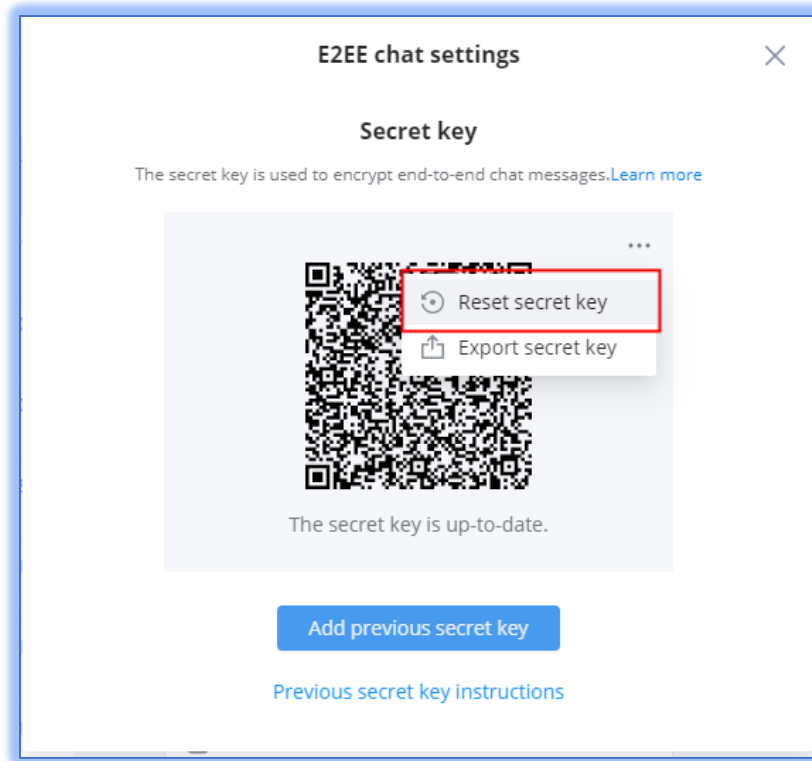 E2EE chat settings
Secret key
The secret key is used to encrypt end-to-end chat messages.Learn more
Reset secret key
Export secret key
The secret key is up-to-date.
Add previous secret key
Previous secret key instructions